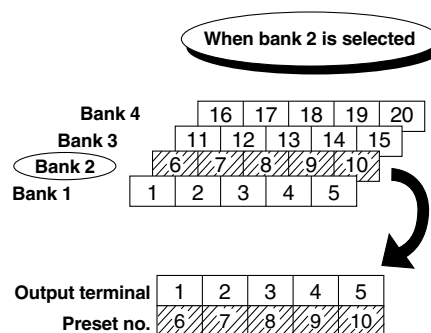 When bank 2 is selected
Bank 4 16 17 18 19 20
Bank 3 11 12 13 14 15
Bank 2 6 7 8 9 10
Bank 1 1 2 3 4 5
Output terminal 1 2 3 4 5
Preset no. 6 7 8 9 10